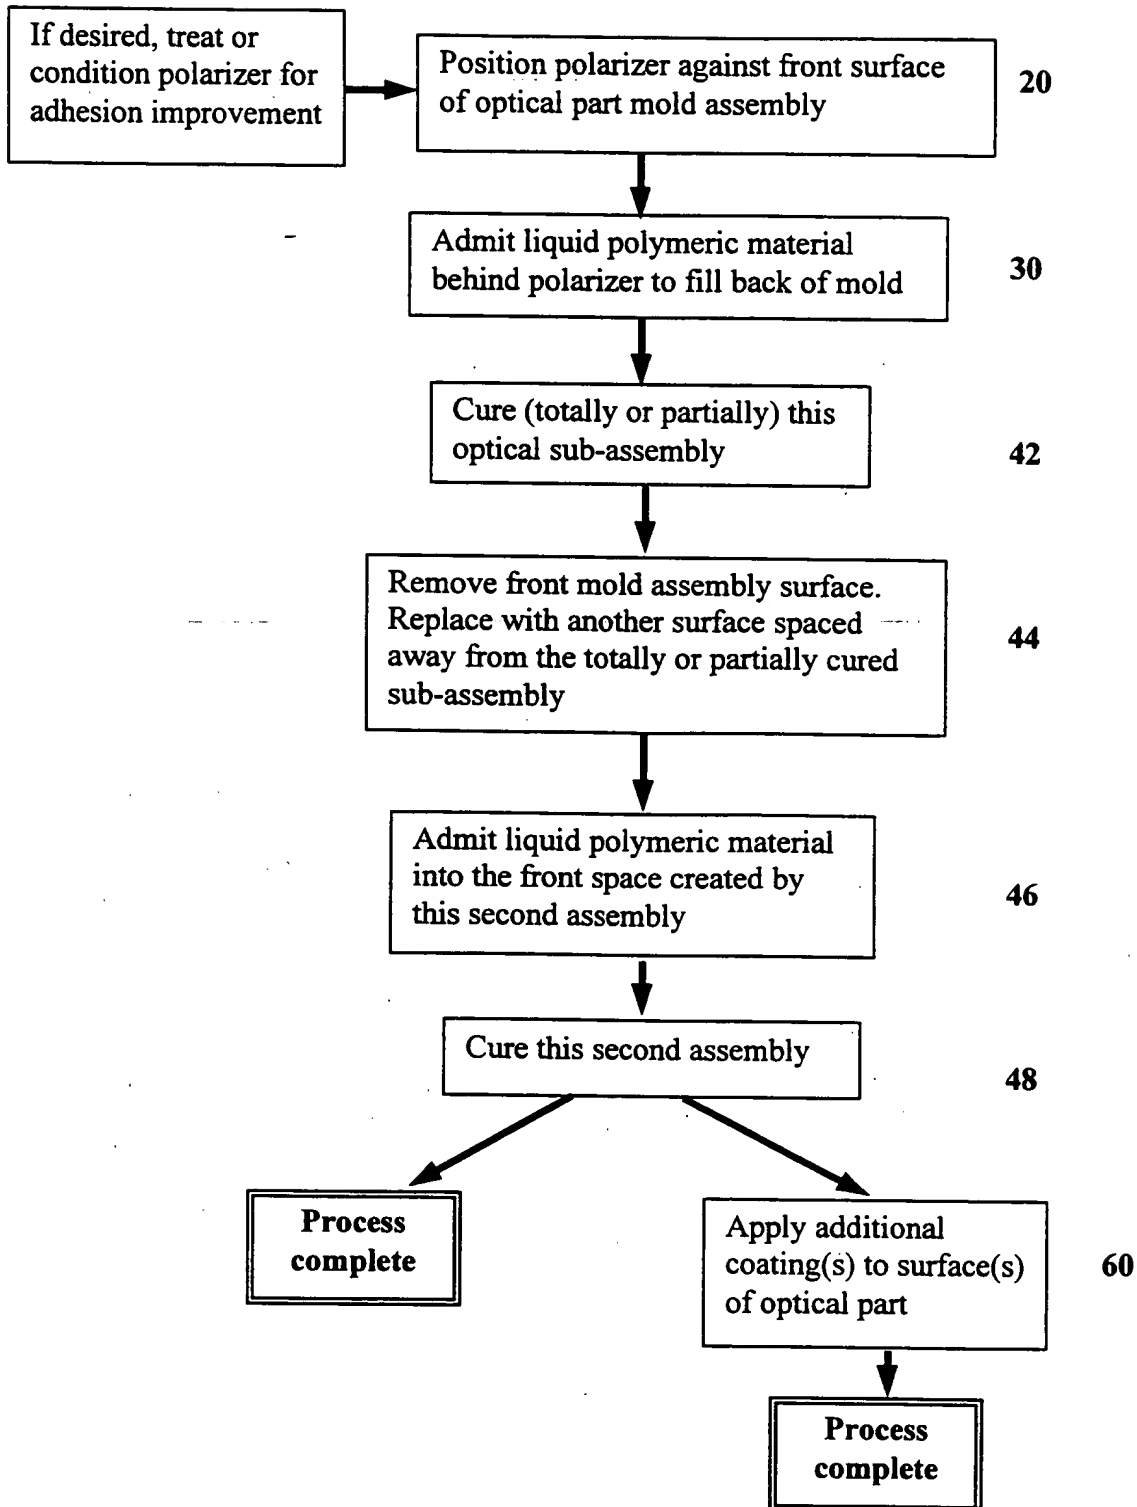 If desired, treat or
condition polarizer for
adhesion improvement
Position polarizer against front surface
of optical part mold assembly
20
Admit liquid polymeric material
behind polarizer to fill back of mold
30
Cure (totally or partially) this
optical sub-assembly
42
Remove front mold assembly surface.
Replace with another surface spaced
away from the totally or partially cured
sub-assembly
44
Admit liquid polymeric material
into the front space created by
this second assembly
46
Cure this second assembly
48
Process
complete
Apply additional
coating(s) to surface(s)
of optical part
60
Process
complete